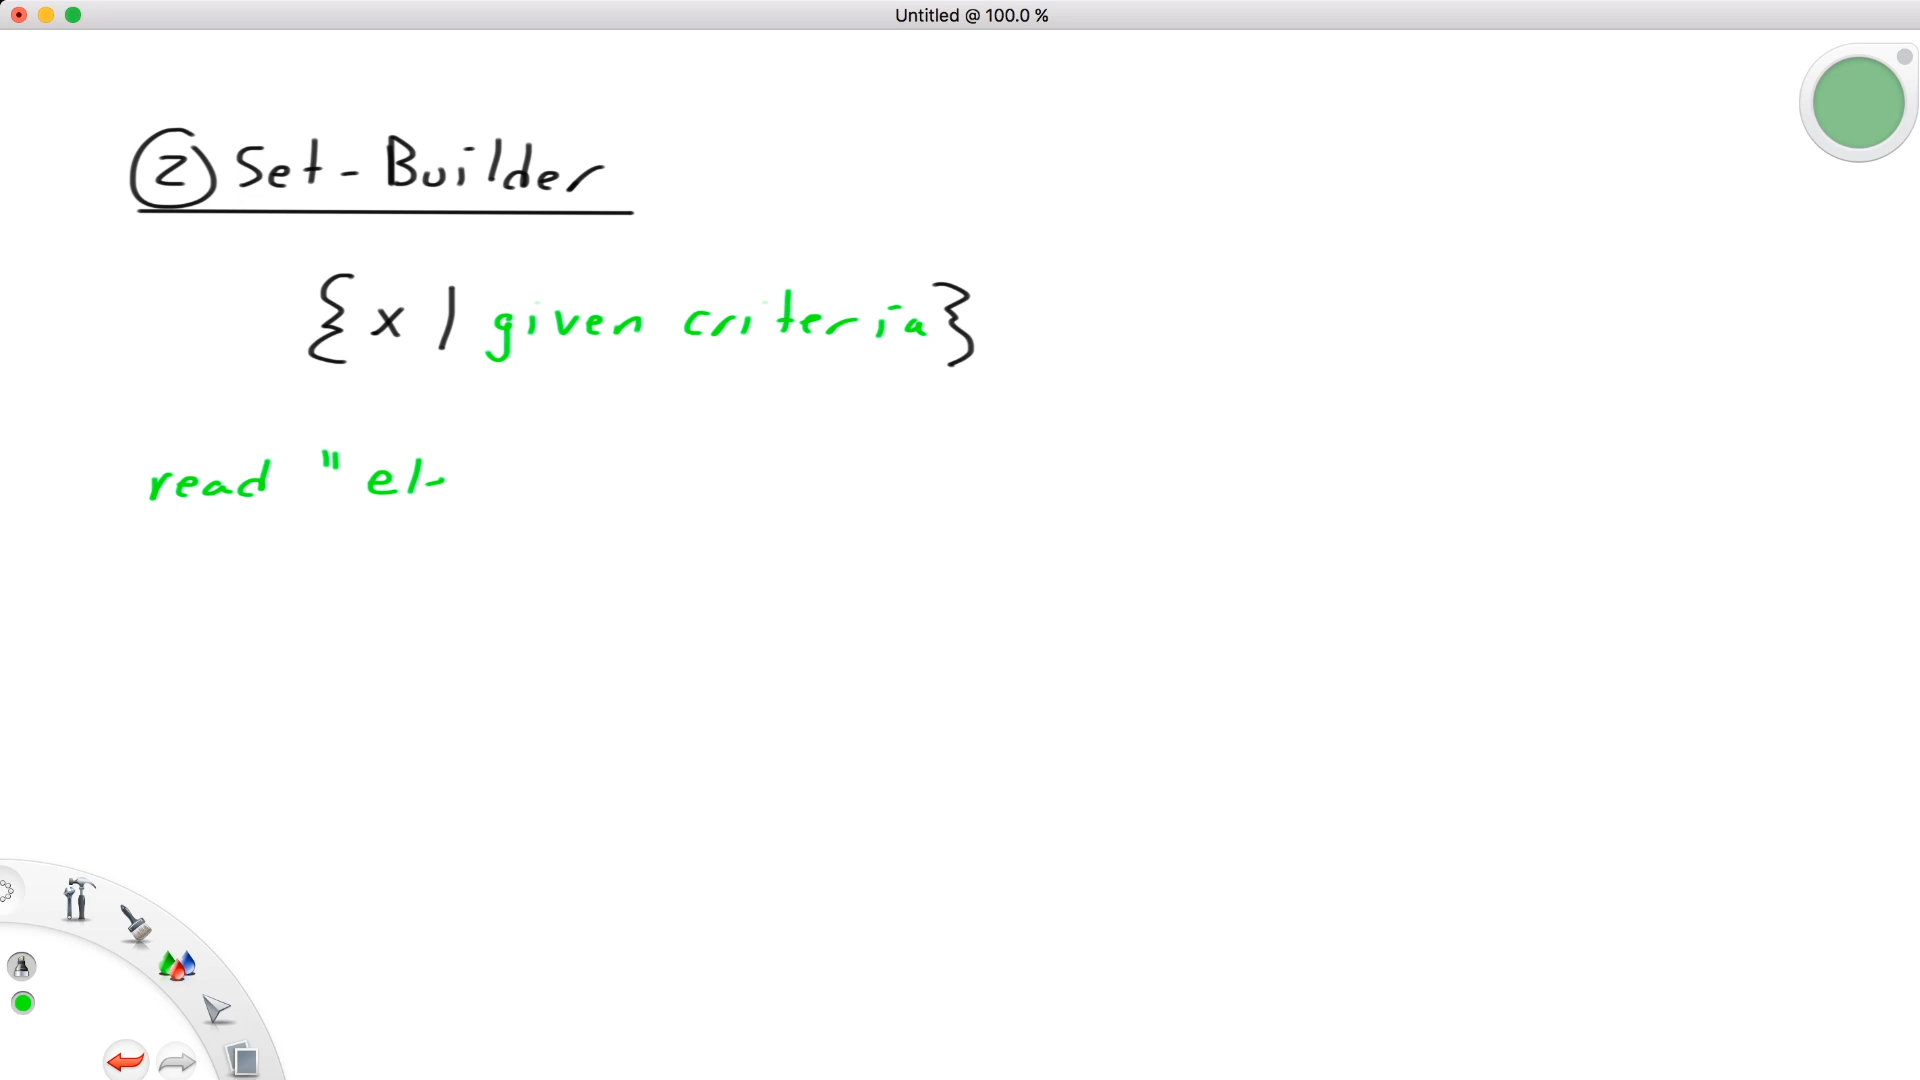 Untitled @ 100.0 %
② Set-Builder
{ x | given criteria }
read " el